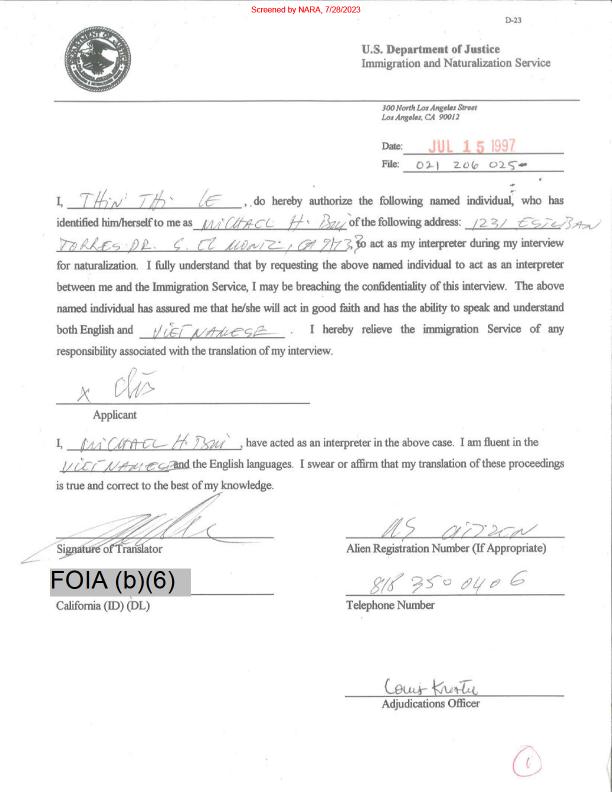 Screened by NARA, 7/28/2023
D-23
DEPARTMENT OF JUSTICE
U.S. Department of Justice
Immigration and Naturalization Service
300 North Los Angeles Street
Los Angeles, CA 90012
Date: JUL 15 1997
File: 021 206 025
I, THIN THI LE, do hereby authorize the following named individual, who has
identified him/herself to me as MICHAEL H. BUI of the following address: 1231 ESTEBAN
TORRES DR. S. EL MONTE, CA to act as my interpreter during my interview
for naturalization. I fully understand that by requesting the above named individual to act as an interpreter
between me and the Immigration Service, I may be breaching the confidentiality of this interview. The above
named individual has assured me that he/she will act in good faith and has the ability to speak and understand
both English and VIETNAMESE. I hereby relieve the immigration Service of any
responsibility associated with the translation of my interview.
X
Applicant
I, MICHAEL H. BUI, have acted as an interpreter in the above case. I am fluent in the
VIETNAMESE and the English languages. I swear or affirm that my translation of these proceedings
is true and correct to the best of my knowledge.
US CITIZEN
Signature of Translator Alien Registration Number (If Appropriate)
FOIA (b)(6) 818 350 0406
California (ID) (DL) Telephone Number
Louis
Adjudications Officer
1